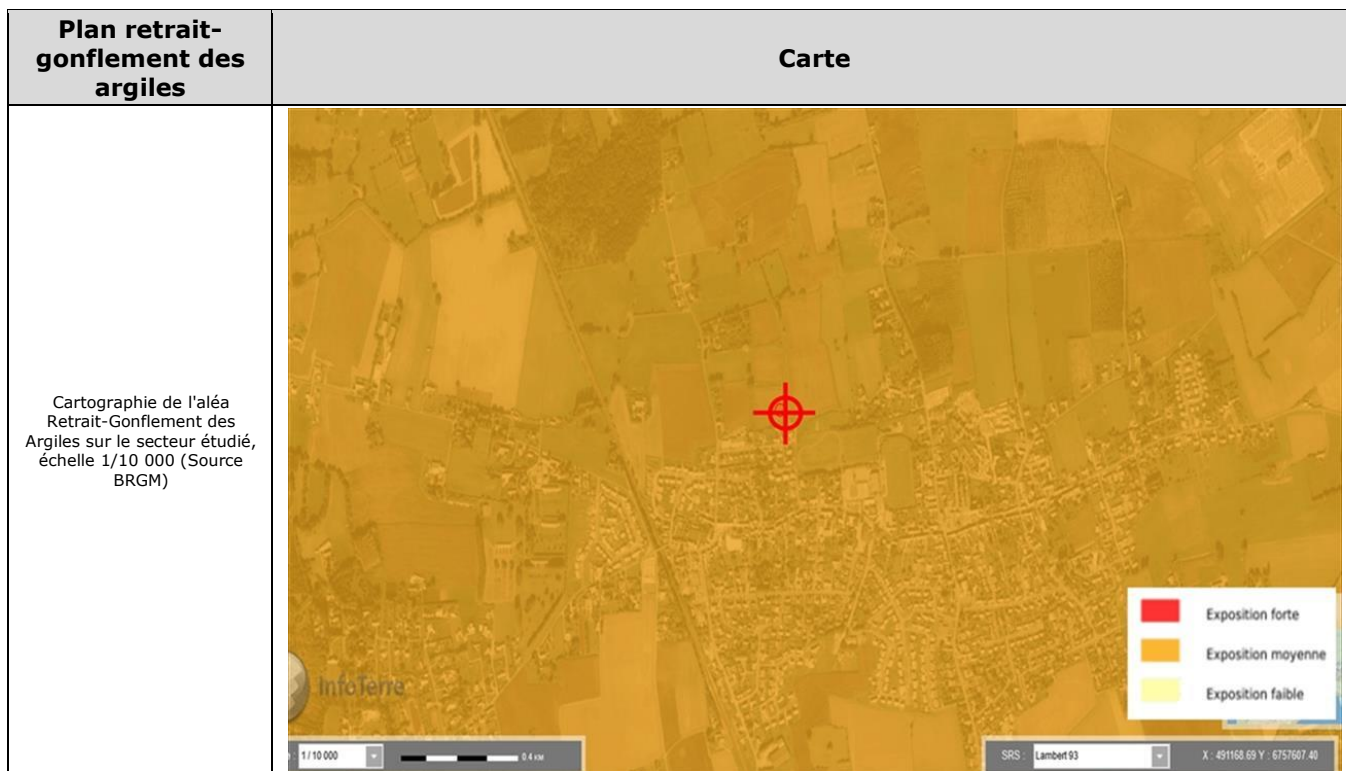 Plan retrait-
gonflement des
argiles
Carte
Cartographie de l'aléa
Retrait-Gonflement des
Argiles sur le secteur étudié,
échelle 1/10 000 (Source
BRGM)
Exposition forte
Exposition moyenne
Exposition faible
InfoTerre
1/10 000
0.4 KM
SRS :
Lambert 93
X : 491168.69 Y : 6757607.40